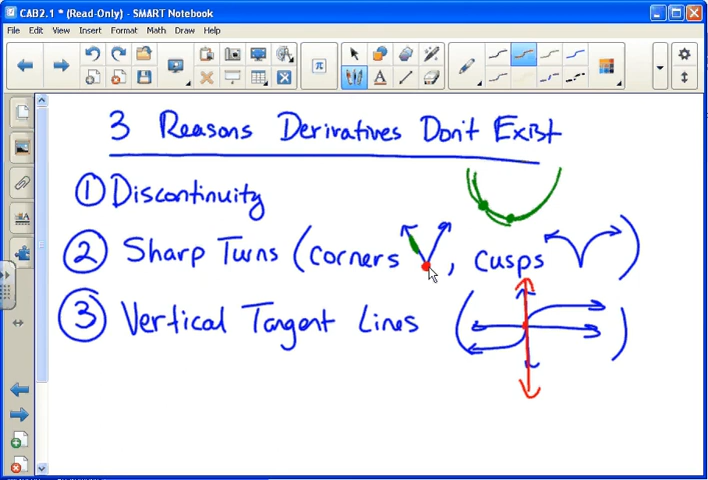 CAB2.1 * (Read-Only) - SMART Notebook
File Edit View Insert Format Math Draw Help
3 Reasons Derivatives Don't Exist
① Discontinuity
② Sharp Turns (corners , cusps )
③ Vertical Tangent Lines ( )